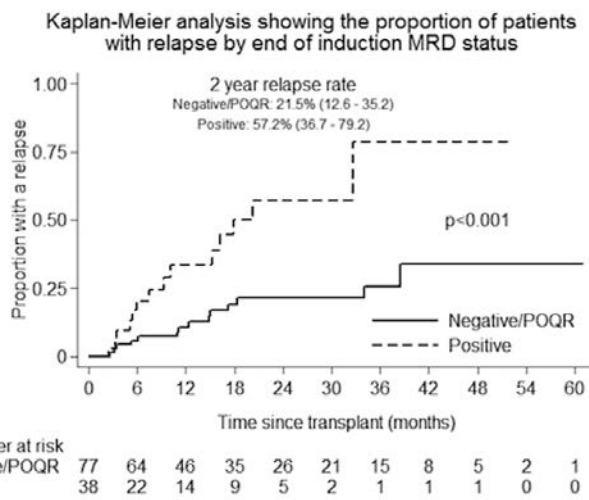 Kaplan-Meier analysis showing the proportion of patients
with relapse by end of induction MRD status
2 year relapse rate
Negative/POQR: 21.5% (12.6 - 35.2)
Positive: 57.2% (36.7 - 79.2)
p<0.001
Proportion with a relapse
1.00
0.75
0.50
0.25
0
Negative/POQR
Positive
0 6 12 18 24 30 36 42 48 54 60
Time since transplant (months)
er at risk
e/POQR 77 64 46 35 26 21 15 8 5 2 1
38 22 14 9 5 2 1 1 1 0 0